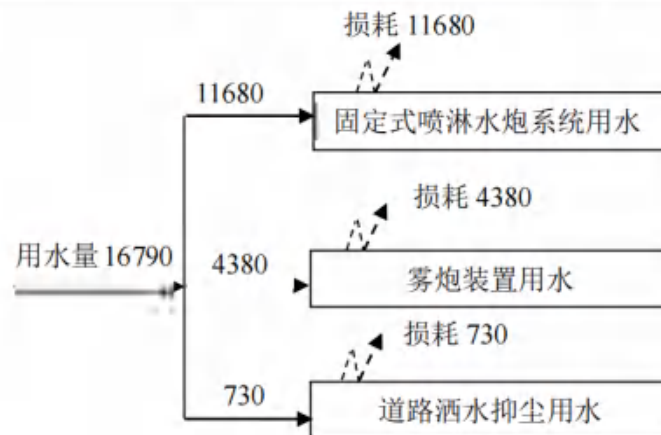 损耗 11680
11680
固定式喷淋水炮系统用水
损耗 4380
用水量 16790
4380
雾炮装置用水
损耗 730
730
道路洒水抑尘用水